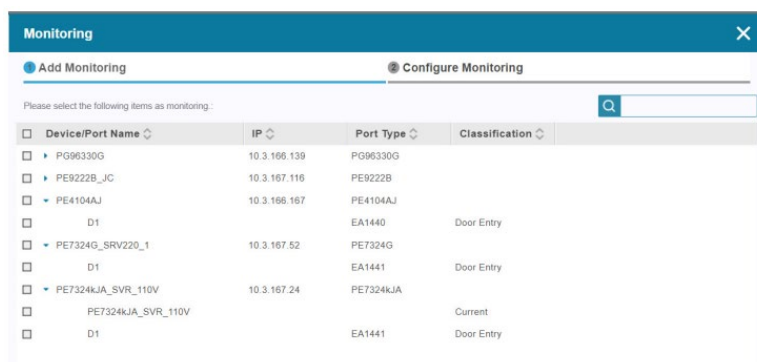 Monitoring
1 Add Monitoring 2 Configure Monitoring
Please select the following items as monitoring.:
Device/Port Name IP Port Type Classification
PG96330G 10.3.166.139 PG96330G
PE9222B_JC 10.3.167.116 PE9222B
PE4104AJ 10.3.166.167 PE4104AJ
D1 EA1440 Door Entry
PE7324G_SRV220_1 10.3.167.52 PE7324G
D1 EA1441 Door Entry
PE7324kJA_SVR_110V 10.3.167.24 PE7324kJA
PE7324kJA_SVR_110V Current
D1 EA1441 Door Entry